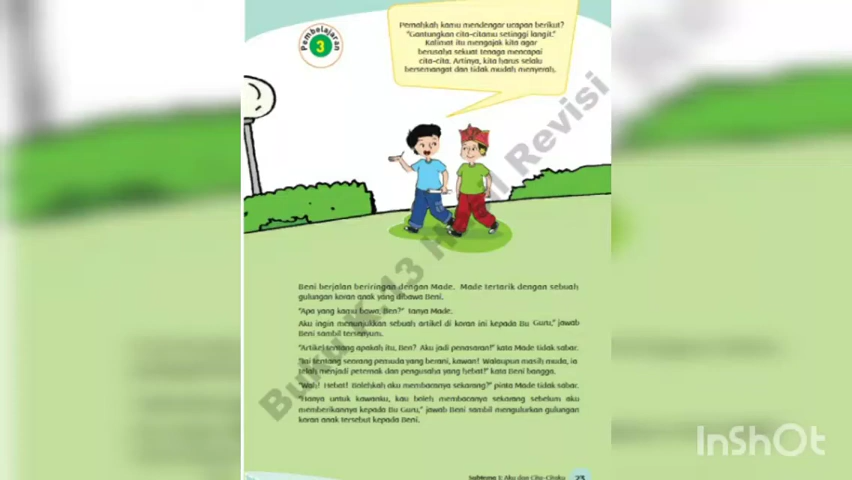 Pembelajaran
3
Pernahkah kamu mendengar ucapan berikut?
"Gantungkan cita-citamu setinggi langit."
Kalimat itu mengajak kita agar
berusaha sekuat tenaga mencapai
cita-cita. Artinya, kita harus selalu
bersemangat dan tidak mudah menyerah.
Buku K.13 Hasil Revisi
Beni berjalan beriringan dengan Made. Made tertarik dengan sebuah
gulungan koran anak yang dibawa Beni.
"Apa yang kamu bawa, Ben?" tanya Made.
Aku ingin menunjukkan sebuah artikel di koran ini kepada Bu Guru," jawab
Beni sambil tersenyum.
"Artikel tentang apakah itu, Ben? Aku jadi penasaran!" kata Made tidak sabar.
"Ini tentang seorang pemuda yang berani, kawan! Walaupun masih muda, ia
telah menjadi peternak dan pengusaha yang hebat!" kata Beni bangga.
"Wah! Hebat! Bolehkah aku membacanya sekarang?" pinta Made tidak sabar.
"Hanya untuk kawanku, kau boleh membacanya sekarang sebelum aku
memberikannya kepada Bu Guru," jawab Beni sambil mengulurkan gulungan
koran anak tersebut kepada Beni.
Subtema 1: Aku dan Cita-Citaku 23
InShOt